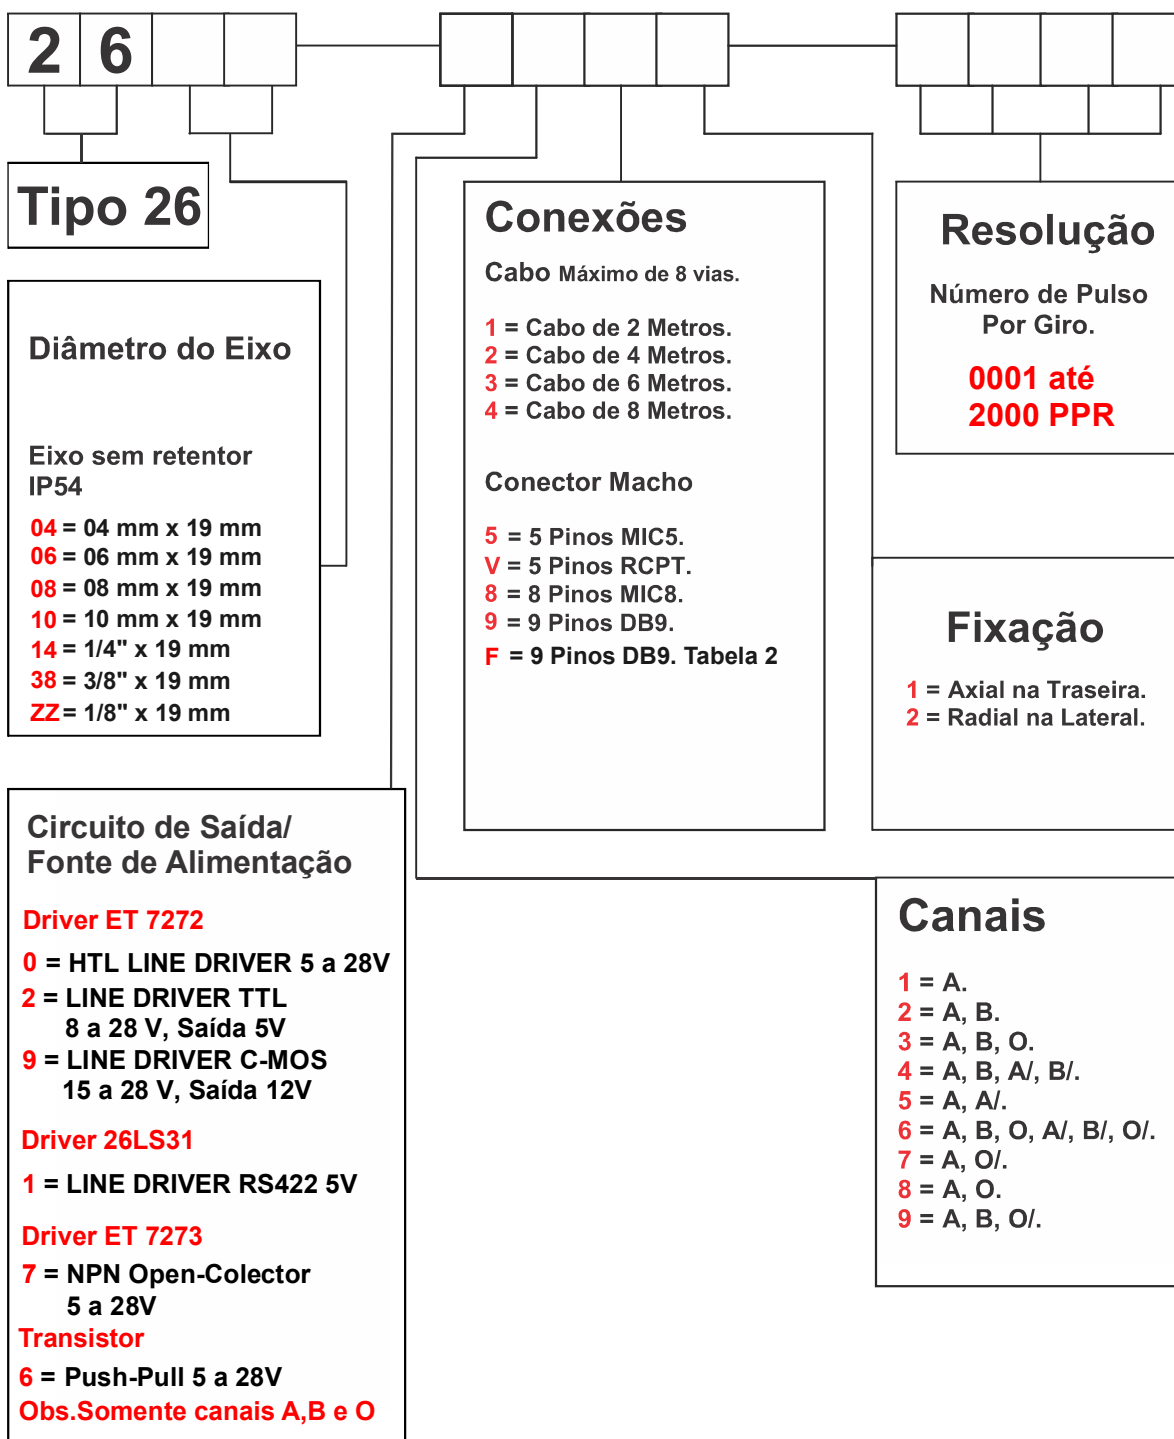 2 6
Tipo 26
Diâmetro do Eixo
Eixo sem retentor
IP54
04 = 04 mm x 19 mm
06 = 06 mm x 19 mm
08 = 08 mm x 19 mm
10 = 10 mm x 19 mm
14 = 1/4" x 19 mm
38 = 3/8" x 19 mm
ZZ = 1/8" x 19 mm
Conexões
Cabo Máximo de 8 vias.
1 = Cabo de 2 Metros.
2 = Cabo de 4 Metros.
3 = Cabo de 6 Metros.
4 = Cabo de 8 Metros.
Conector Macho
5 = 5 Pinos MIC5.
V = 5 Pinos RCPT.
8 = 8 Pinos MIC8.
9 = 9 Pinos DB9.
F = 9 Pinos DB9. Tabela 2
Resolução
Número de Pulso
Por Giro.
0001 até
2000 PPR
Fixação
1 = Axial na Traseira.
2 = Radial na Lateral.
Circuito de Saída/
Fonte de Alimentação
Driver ET 7272
0 = HTL LINE DRIVER 5 a 28V
2 = LINE DRIVER TTL
8 a 28 V, Saída 5V
9 = LINE DRIVER C-MOS
15 a 28 V, Saída 12V
Driver 26LS31
1 = LINE DRIVER RS422 5V
Driver ET 7273
7 = NPN Open-Colector
5 a 28V
Transistor
6 = Push-Pull 5 a 28V
Obs.Somente canais A,B e O
Canais
1 = A.
2 = A, B.
3 = A, B, O.
4 = A, B, A/, B/.
5 = A, A/.
6 = A, B, O, A/, B/, O/.
7 = A, O/.
8 = A, O.
9 = A, B, O/.